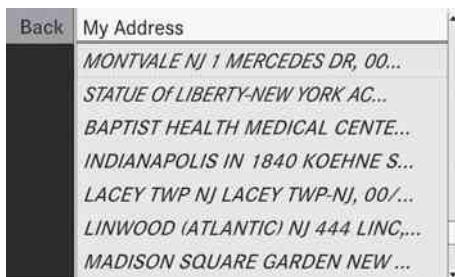 Back
My Address
MONTVALE NJ 1 MERCEDES DR, 00...
STATUE Of LIBERTY-NEW YORK AC...
BAPTIST HEALTH MEDICAL CENTE...
INDIANAPOLIS IN 1840 KOEHNE S...
LACEY TWP NJ LACEY TWP-NJ, 00/...
LINWOOD (ATLANTIC) NJ 444 LINC,...
MADISON SQUARE GARDEN NEW ...